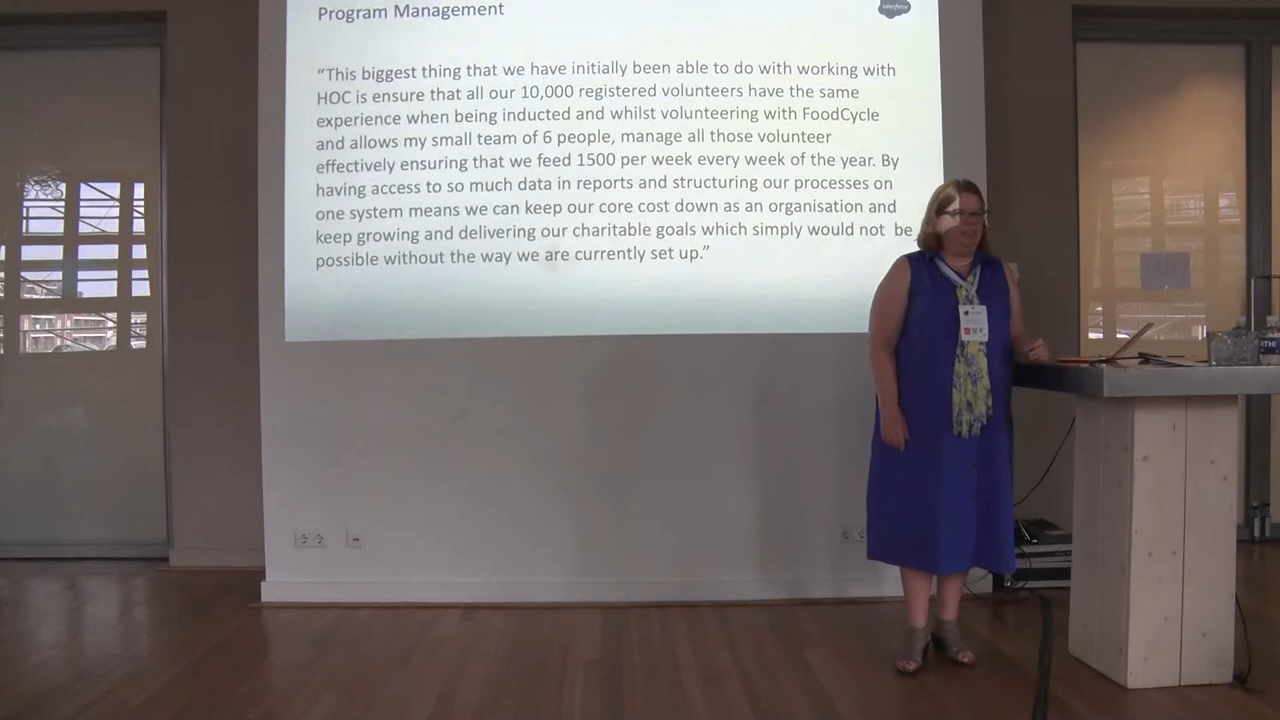 Program Management
salesforce
“This biggest thing that we have initially been able to do with working with
HOC is ensure that all our 10,000 registered volunteers have the same
experience when being inducted and whilst volunteering with FoodCycle
and allows my small team of 6 people, manage all those volunteer
effectively ensuring that we feed 1500 per week every week of the year. By
having access to so much data in reports and structuring our processes on
one system means we can keep our core cost down as an organisation and
keep growing and delivering our charitable goals which simply would not be
possible without the way we are currently set up.”